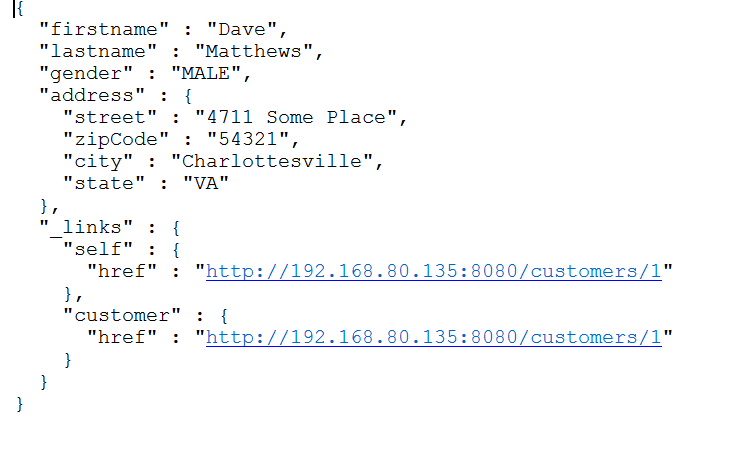 {
  "firstname" : "Dave",
  "lastname" : "Matthews",
  "gender" : "MALE",
  "address" : {
    "street" : "4711 Some Place",
    "zipCode" : "54321",
    "city" : "Charlottesville",
    "state" : "VA"
  },
  "_links" : {
    "self" : {
      "href" : "http://192.168.80.135:8080/customers/1"
    },
    "customer" : {
      "href" : "http://192.168.80.135:8080/customers/1"
    }
  }
}